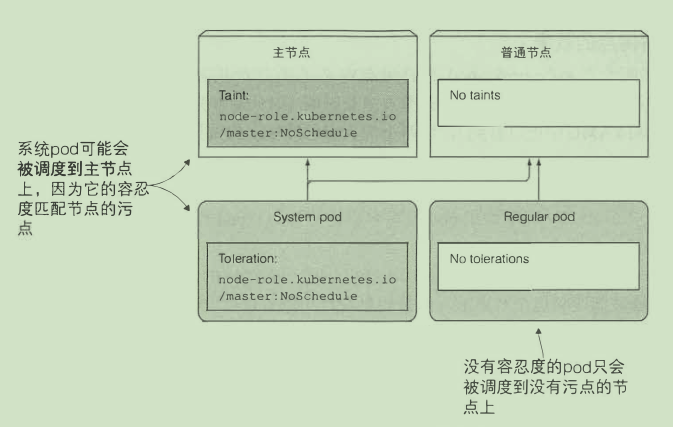 主节点
普通节点
Taint:
node-role.kubernetes.io
/master:NoSchedule
No taints
系统pod可能会
被调度到主节点
上，因为它的容忍
度匹配节点的污
点
System pod
Regular pod
Toleration:
node-role.kubernetes.io
/master:NoSchedule
No tolerations
没有容忍度的pod只会
被调度到没有污点的节
点上